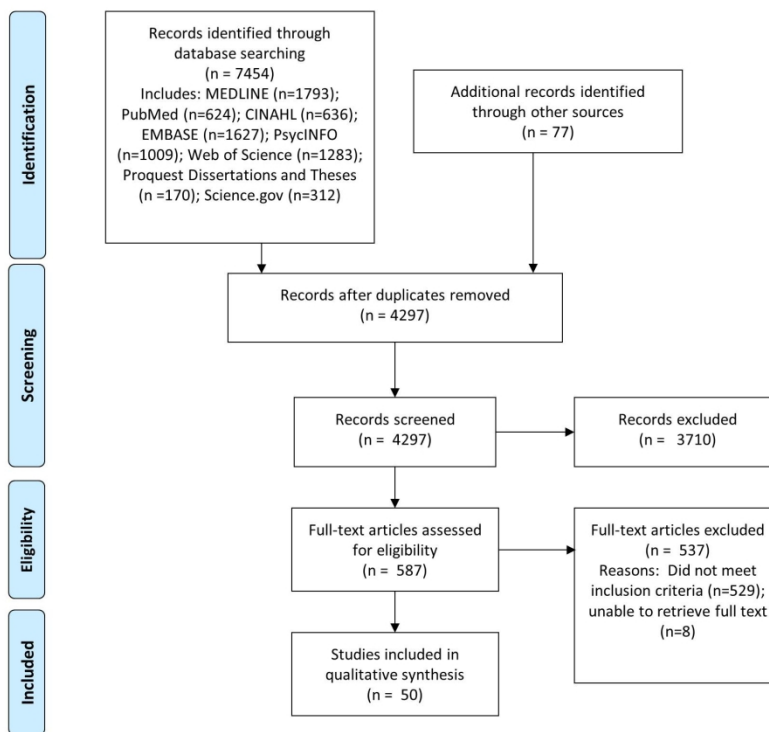 Identification
Records identified through
database searching
(n = 7454)
Includes: MEDLINE (n=1793);
PubMed (n=624); CINAHL (n=636);
EMBASE (n=1627); PsycINFO
(n=1009); Web of Science (n=1283);
Proquest Dissertations and Theses
(n =170); Science.gov (n=312)
Additional records identified
through other sources
(n = 77)
Screening
Records after duplicates removed
(n = 4297)
Records screened
(n = 4297)
Records excluded
(n = 3710)
Eligibility
Full-text articles assessed
for eligibility
(n = 587)
Full-text articles excluded
(n = 537)
Reasons: Did not meet
inclusion criteria (n=529);
unable to retrieve full text
(n=8)
Included
Studies included in
qualitative synthesis
(n = 50)